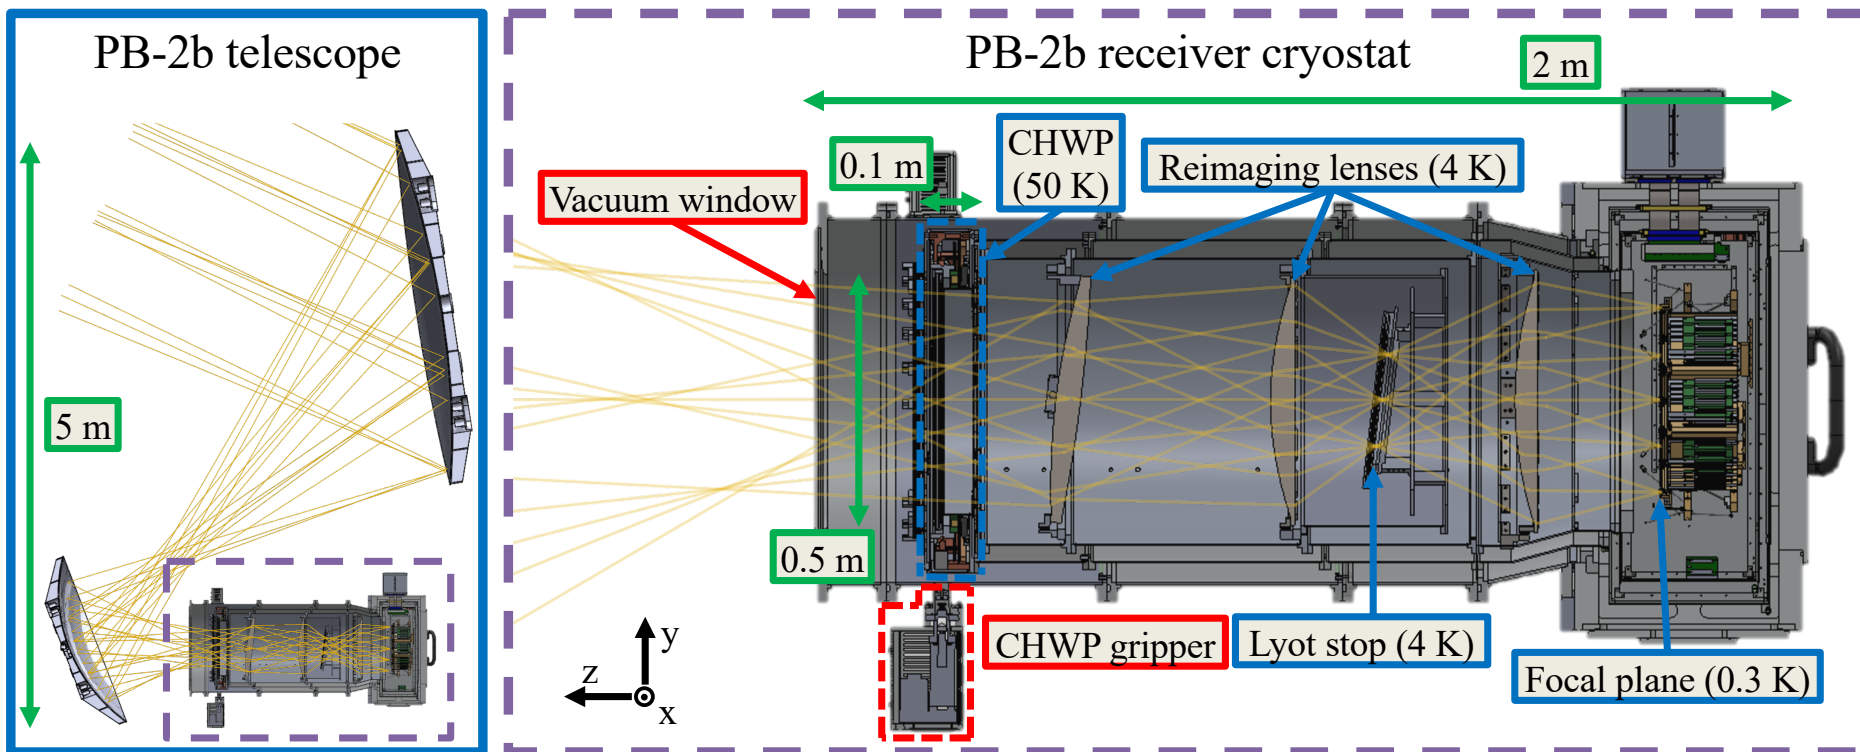 PB-2b telescope
5 m
PB-2b receiver cryostat
2 m
0.1 m
CHWP
(50 K)
Reimaging lenses (4 K)
Vacuum window
0.5 m
CHWP gripper
Lyot stop (4 K)
Focal plane (0.3 K)
y
z
x